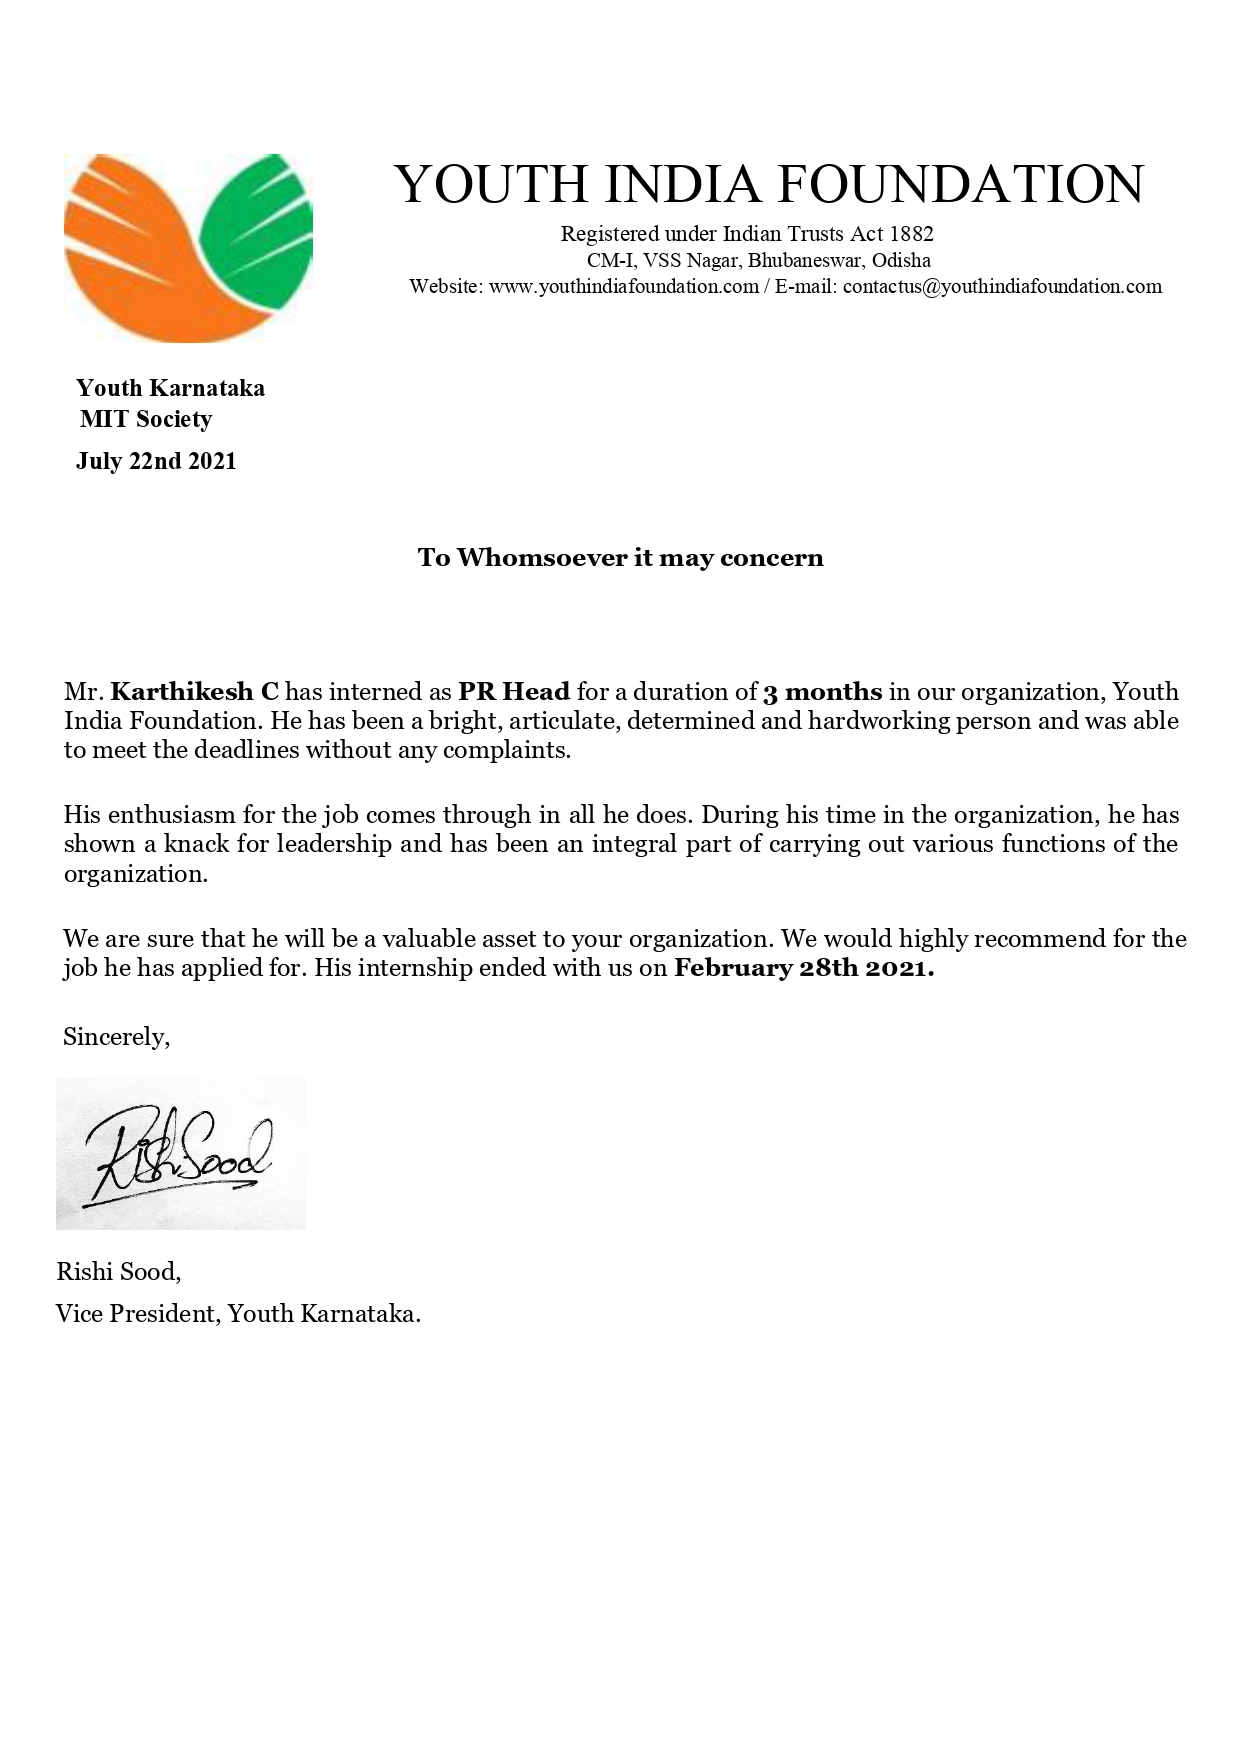 YOUTH INDIA FOUNDATION
Registered under Indian Trusts Act 1882
CM-I, VSS Nagar, Bhubaneswar, Odisha
Website: www.youthindiafoundation.com / E-mail: contactus@youthindiafoundation.com
Youth Karnataka
MIT Society
July 22nd 2021
To Whomsoever it may concern
Mr. Karthikesh C has interned as PR Head for a duration of 3 months in our organization, Youth
India Foundation. He has been a bright, articulate, determined and hardworking person and was able
to meet the deadlines without any complaints.
His enthusiasm for the job comes through in all he does. During his time in the organization, he has
shown a knack for leadership and has been an integral part of carrying out various functions of the
organization.
We are sure that he will be a valuable asset to your organization. We would highly recommend for the
job he has applied for. His internship ended with us on February 28th 2021.
Sincerely,
Rishi Sood
Rishi Sood,
Vice President, Youth Karnataka.